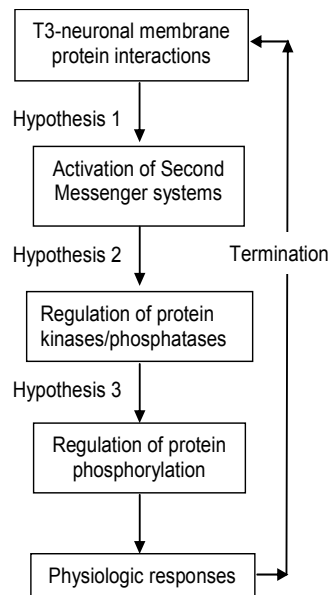 T3-neuronal membrane
protein interactions
Hypothesis 1
Activation of Second
Messenger systems
Hypothesis 2
Termination
Regulation of protein
kinases/phosphatases
Hypothesis 3
Regulation of protein
phosphorylation
Physiologic responses